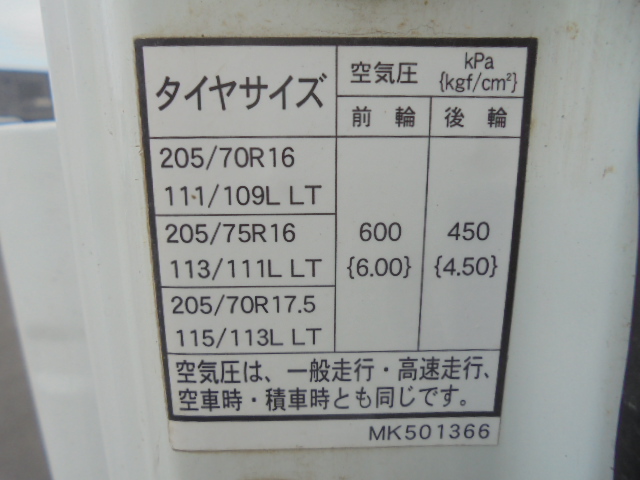 タイヤサイズ
空気圧 kPa
{kgf/cm²}
前輪 後輪
205/70R16
111/109L LT
205/75R16 600 450
113/111L LT {6.00} {4.50}
205/70R17.5
115/113L LT
空気圧は、一般走行・高速走行、
空車時・積車時とも同じです。
MK501366